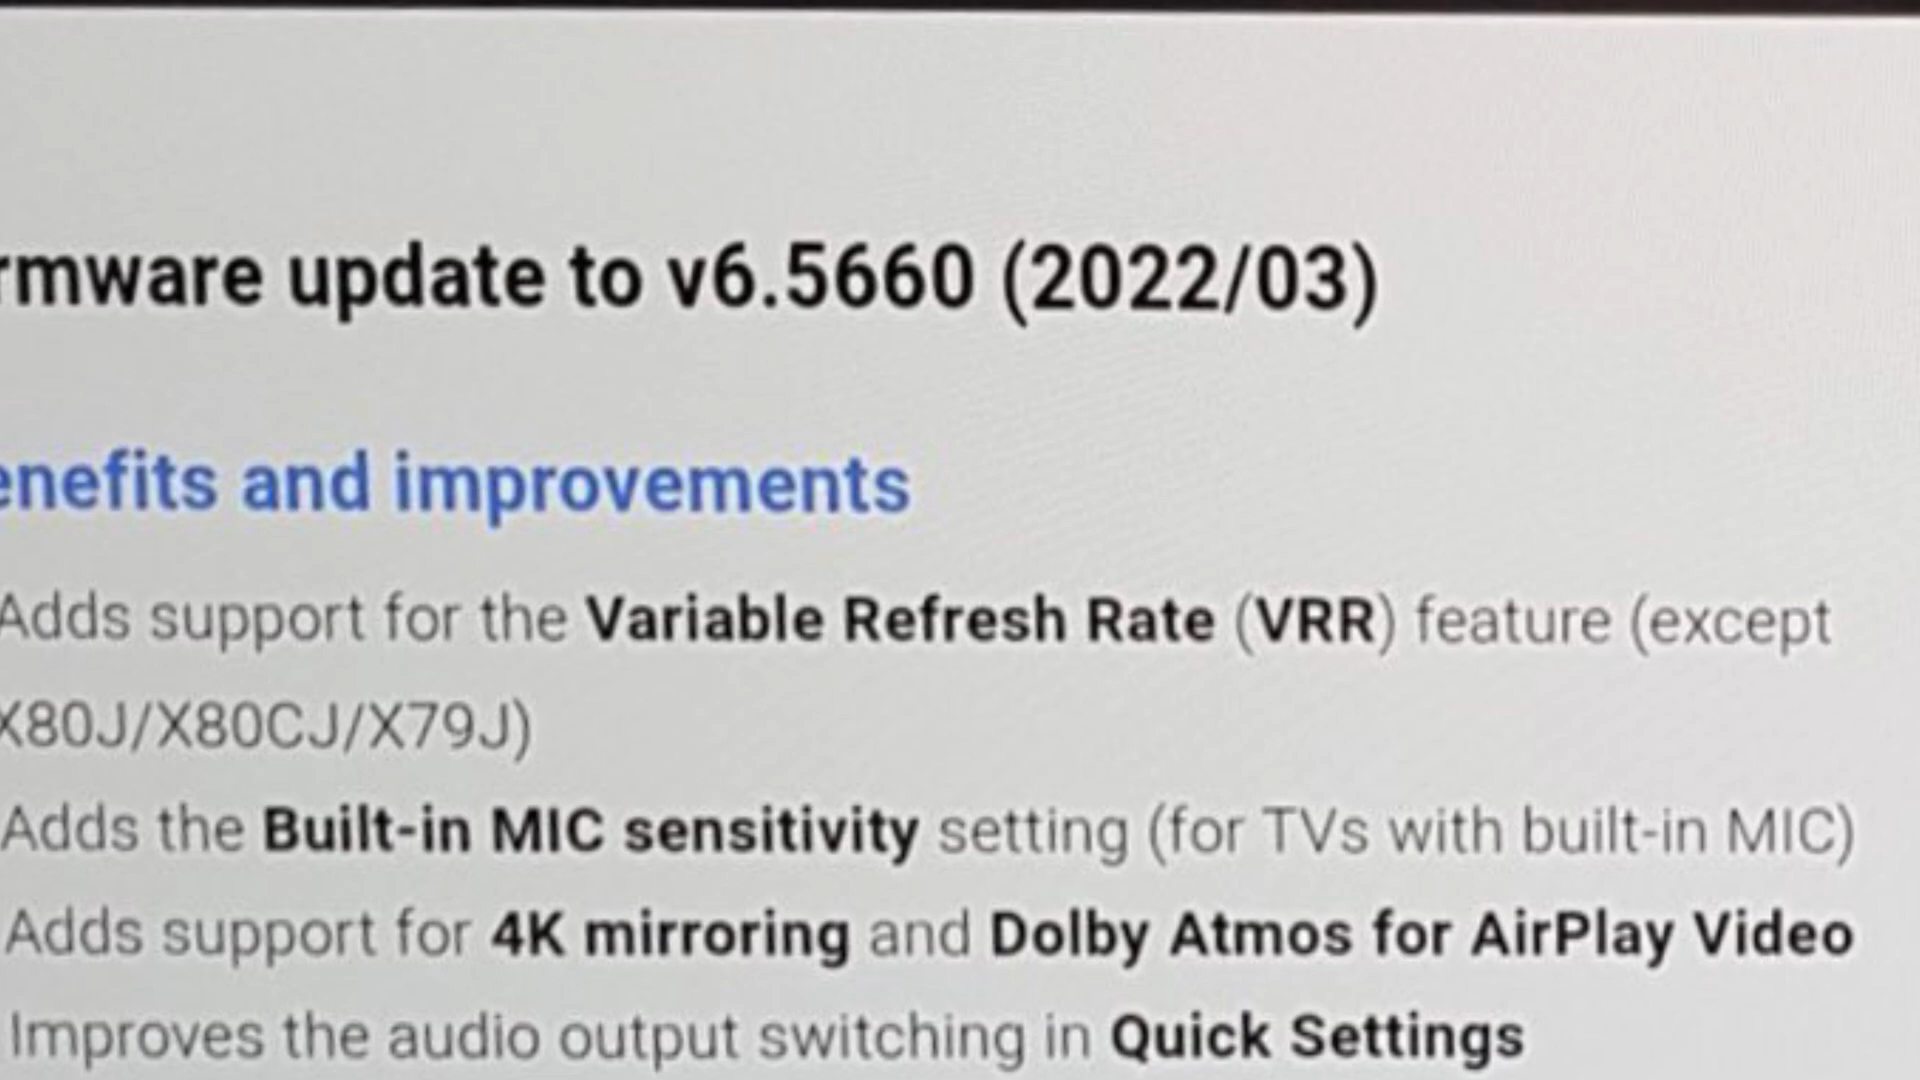 rmware update to v6.5660 (2022/03)
enefits and improvements
Adds support for the Variable Refresh Rate (VRR) feature (except
X80J/X80CJ/X79J)
Adds the Built-in MIC sensitivity setting (for TVs with built-in MIC)
Adds support for 4K mirroring and Dolby Atmos for AirPlay Video
Improves the audio output switching in Quick Settings